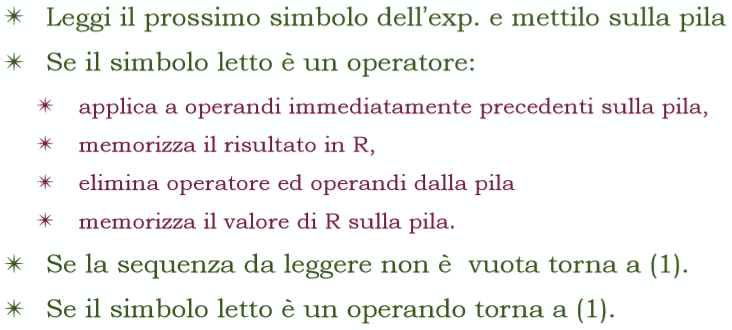 ✴ Leggi il prossimo simbolo dell'exp. e mettilo sulla pila
✴ Se il simbolo letto è un operatore:
✴ applica a operandi immediatamente precedenti sulla pila,
✴ memorizza il risultato in R,
✴ elimina operatore ed operandi dalla pila
✴ memorizza il valore di R sulla pila.
✴ Se la sequenza da leggere non è vuota torna a (1).
✴ Se il simbolo letto è un operando torna a (1).